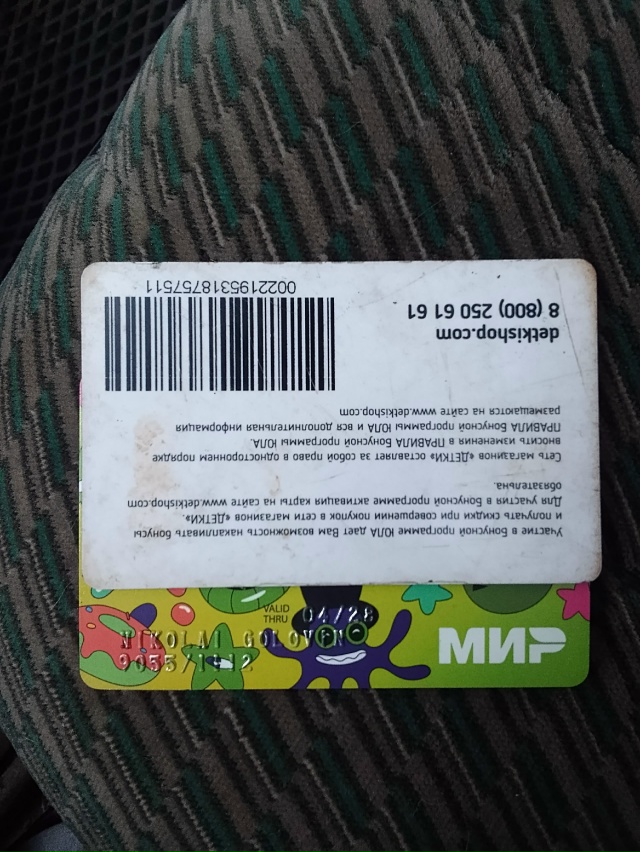 Участие в Бонусной программе ЮЛА дает Вам возможность накапливать бонусы
и получать скидки при совершении покупок в сети магазинов «ДЕТКИ».
Для участия в Бонусной программе активация карты на сайте www.detkishop.com
обязательна.
Сеть магазинов «ДЕТКИ» оставляет за собой право в одностороннем порядке
вносить изменения в ПРАВИЛА Бонусной программы ЮЛА.
ПРАВИЛА Бонусной программы ЮЛА и вся дополнительная информация
размещаются на сайте www.detkishop.com
detkishop.com
8 (800) 250 61 61
0022195318757511
VALID
THRU 04/28
NIKOLAI
МИР